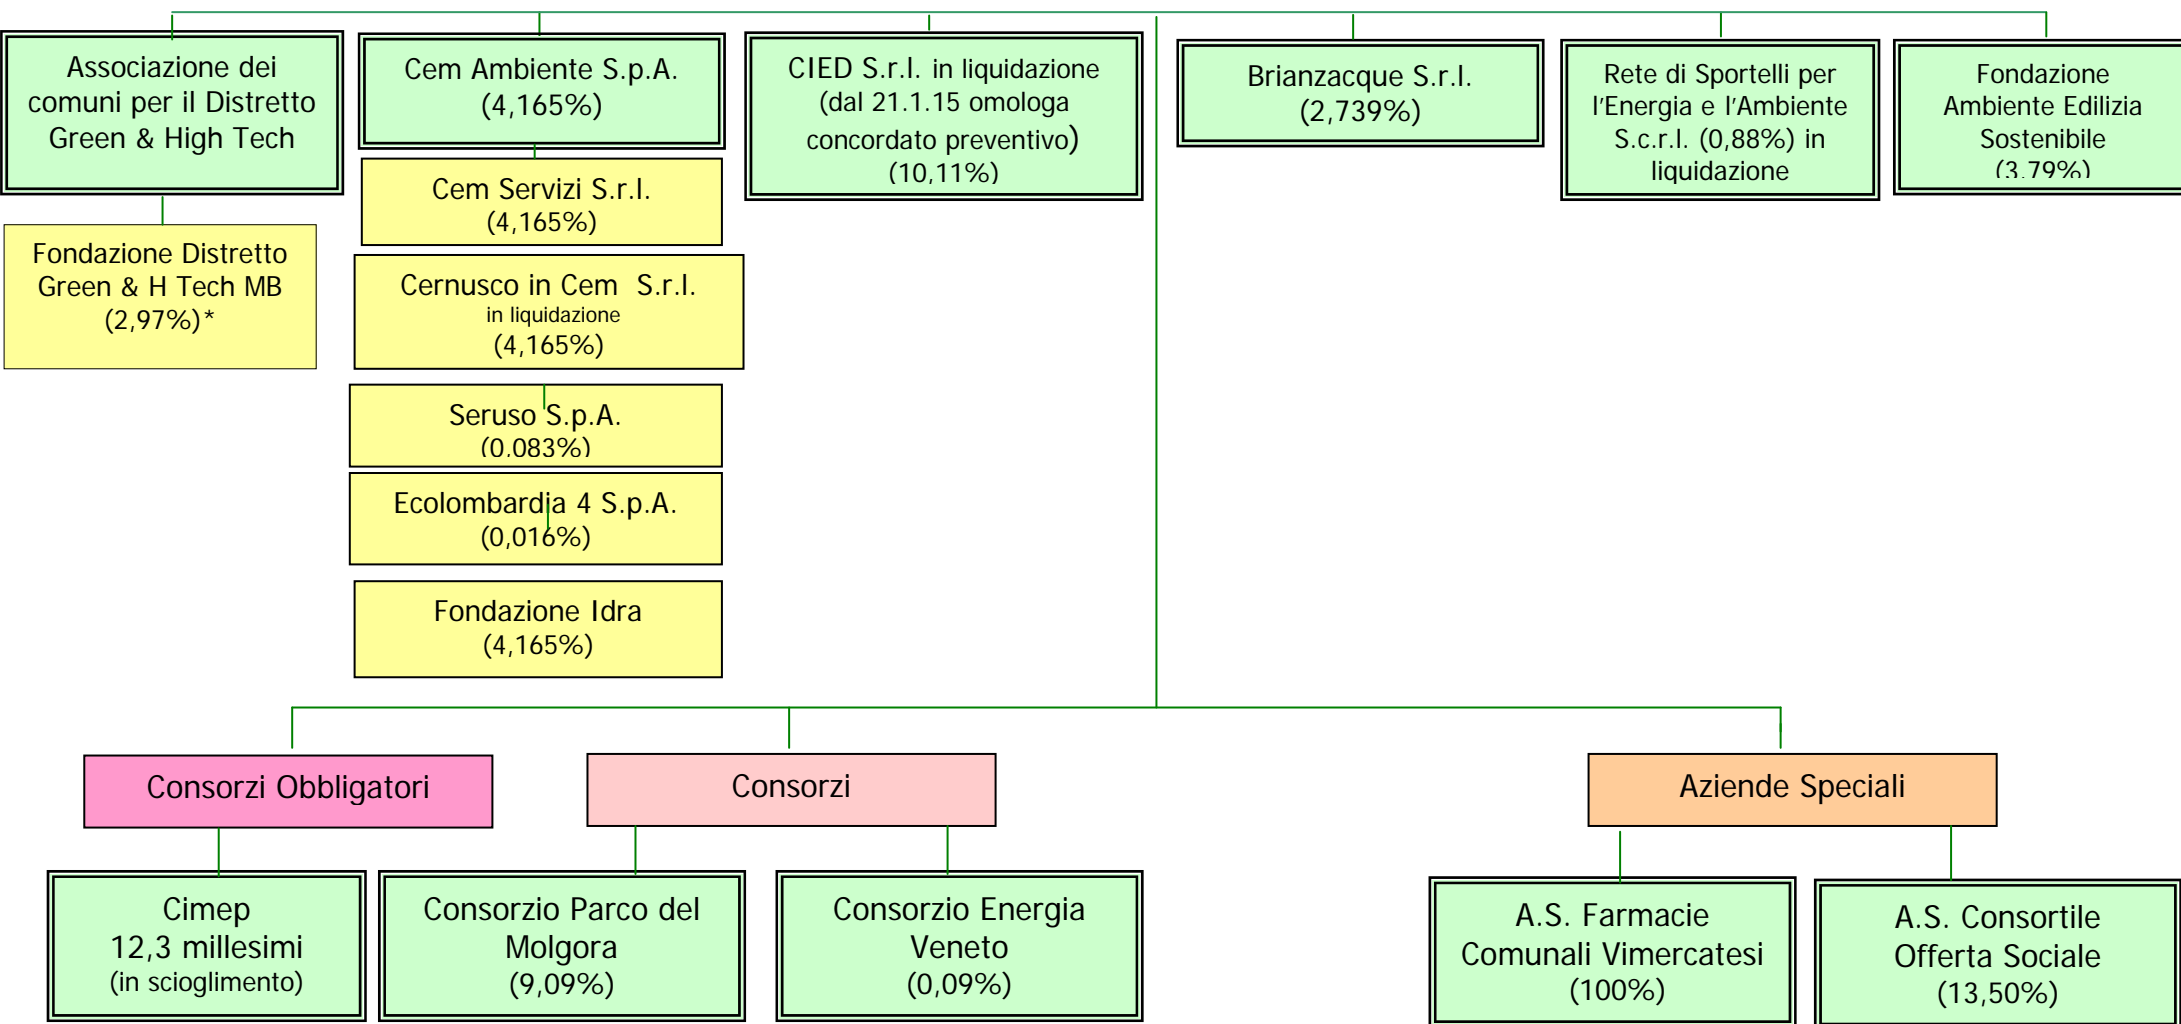 Associazione dei
comuni per il Distretto
Green & High Tech
Cem Ambiente S.p.A.
(4,165%)
CIED S.r.l. in liquidazione
(dal 21.1.15 omologa
concordato preventivo)
(10,11%)
Brianzacque S.r.l.
(2,739%)
Rete di Sportelli per
l'Energia e l'Ambiente
S.c.r.l. (0,88%) in
liquidazione
Fondazione
Ambiente Edilizia
Sostenibile
(3,79%)
Fondazione Distretto
Green & H Tech MB
(2,97%)*
Cem Servizi S.r.l.
(4,165%)
Cernusco in Cem S.r.l.
in liquidazione
(4,165%)
Seruso S.p.A.
(0,083%)
Ecolombardia 4 S.p.A.
(0,016%)
Fondazione Idra
(4,165%)
Consorzi Obbligatori
Consorzi
Aziende Speciali
Cimep
12,3 millesimi
(in scioglimento)
Consorzio Parco del
Molgora
(9,09%)
Consorzio Energia
Veneto
(0,09%)
A.S. Farmacie
Comunali Vimercatesi
(100%)
A.S. Consortile
Offerta Sociale
(13,50%)